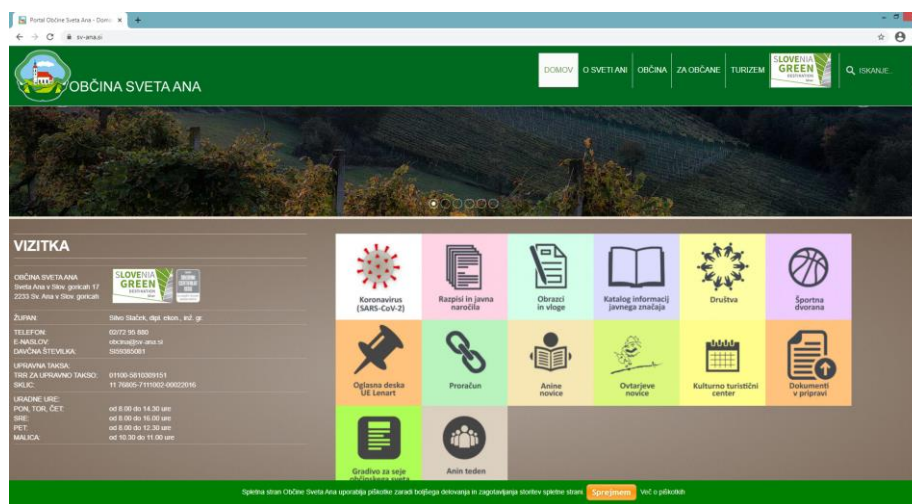 Portal Občine Sveta Ana - Domo
sv-ana.si
OBČINA SVETA ANA
DOMOV
O SVETI ANI
OBČINA
ZA OBČANE
TURIZEM
SLOVENIA
GREEN
DESTINATION
ISKANJE...
VIZITKA
OBČINA SVETA ANA
Sveta Ana v Slov. goricah 17
2233 Sv. Ana v Slov. goricah
SLOVENIA
GREEN
DESTINATION
ŽUPAN: Silvo Slaček, dipl. ekon., inž. gr.
TELEFON: 02/72 95 880
E-NASLOV: obcina@sv-ana.si
DAVČNA ŠTEVILKA: SI59385081
UPRAVNA TAKSA:
TRR ZA UPRAVNO TAKSO: 01100-5810309151
SKLIC: 11 76805-7111002-00022016
URADNE URE:
PON, TOR, ČET: od 8.00 do 14.30 ure
SRE: od 8.00 do 16.00 ure
PET: od 8.00 do 12.30 ure
MALICA: od 10.30 do 11.00 ure
Koronavirus
(SARS-CoV-2)
Razpisi in javna
naročila
Obrazci
in vloge
Katalog informacij
javnega značaja
Društva
Športna
dvorana
Oglasna deska
UE Lenart
Proračun
Anine
novice
Ovtarjeve
novice
Kulturno turistični
center
Dokumenti
v pripravi
Gradivo za seje
občinskega sveta
Anin teden
Spletna stran Občine Sveta Ana uporablja piškotke zaradi boljšega delovanja in zagotavljanja storitev spletne strani. Sprejmem Več o piškotkih